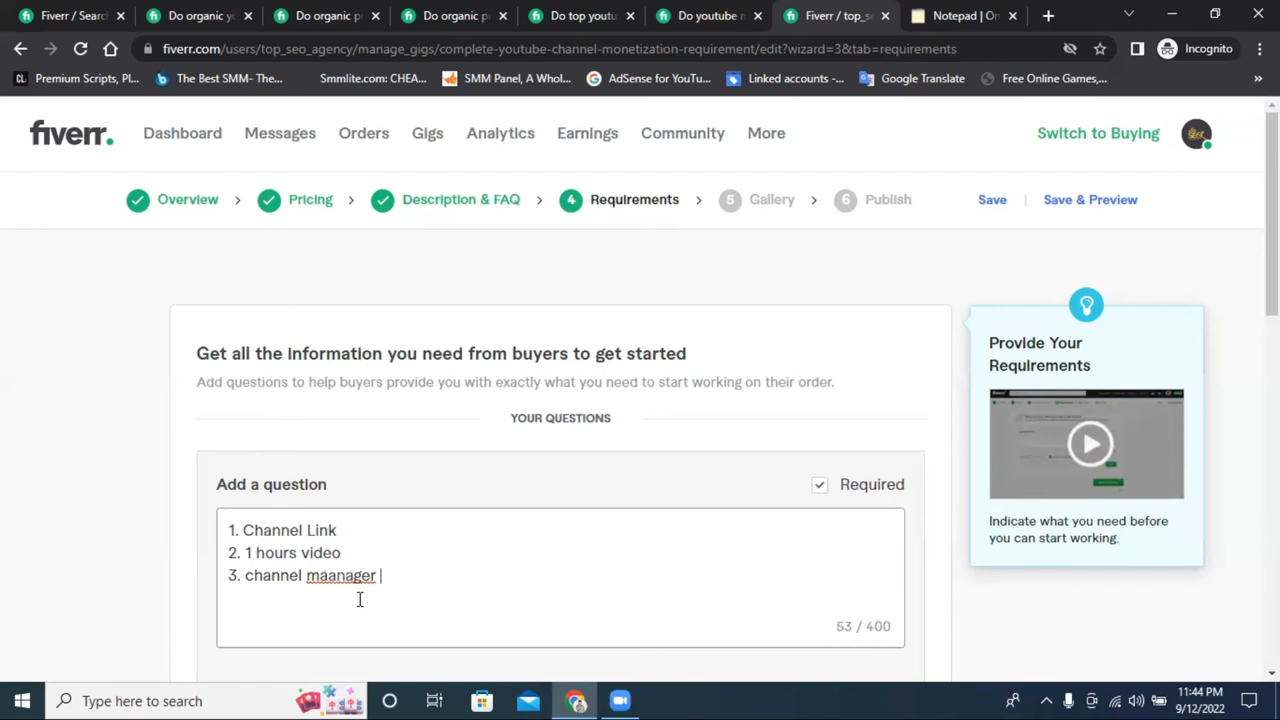 Fiverr / Searc
Do organic yo
Do organic pr
Do organic pr
Do top youtu
Do youtube m
Fiverr / top_se
Notepad | On
fiverr.com/users/top_seo_agency/manage_gigs/complete-youtube-channel-monetization-requirement/edit?wizard=3&tab=requirements
Incognito
Premium Scripts, Pl...
The Best SMM- The...
Smmlite.com: CHEA...
SMM Panel, A Whol...
AdSense for YouTu...
Linked accounts -...
Google Translate
Free Online Games,...
fiverr.
Dashboard
Messages
Orders
Gigs
Analytics
Earnings
Community
More
Switch to Buying
Overview
Pricing
Description & FAQ
4 Requirements
5 Gallery
6 Publish
Save
Save & Preview
Get all the information you need from buyers to get started
Add questions to help buyers provide you with exactly what you need to start working on their order.
YOUR QUESTIONS
Add a question
Required
1. Channel Link
2. 1 hours video
3. channel maanager
53 / 400
Provide Your
Requirements
Indicate what you need before
you can start working.
Type here to search
11:44 PM
9/12/2022